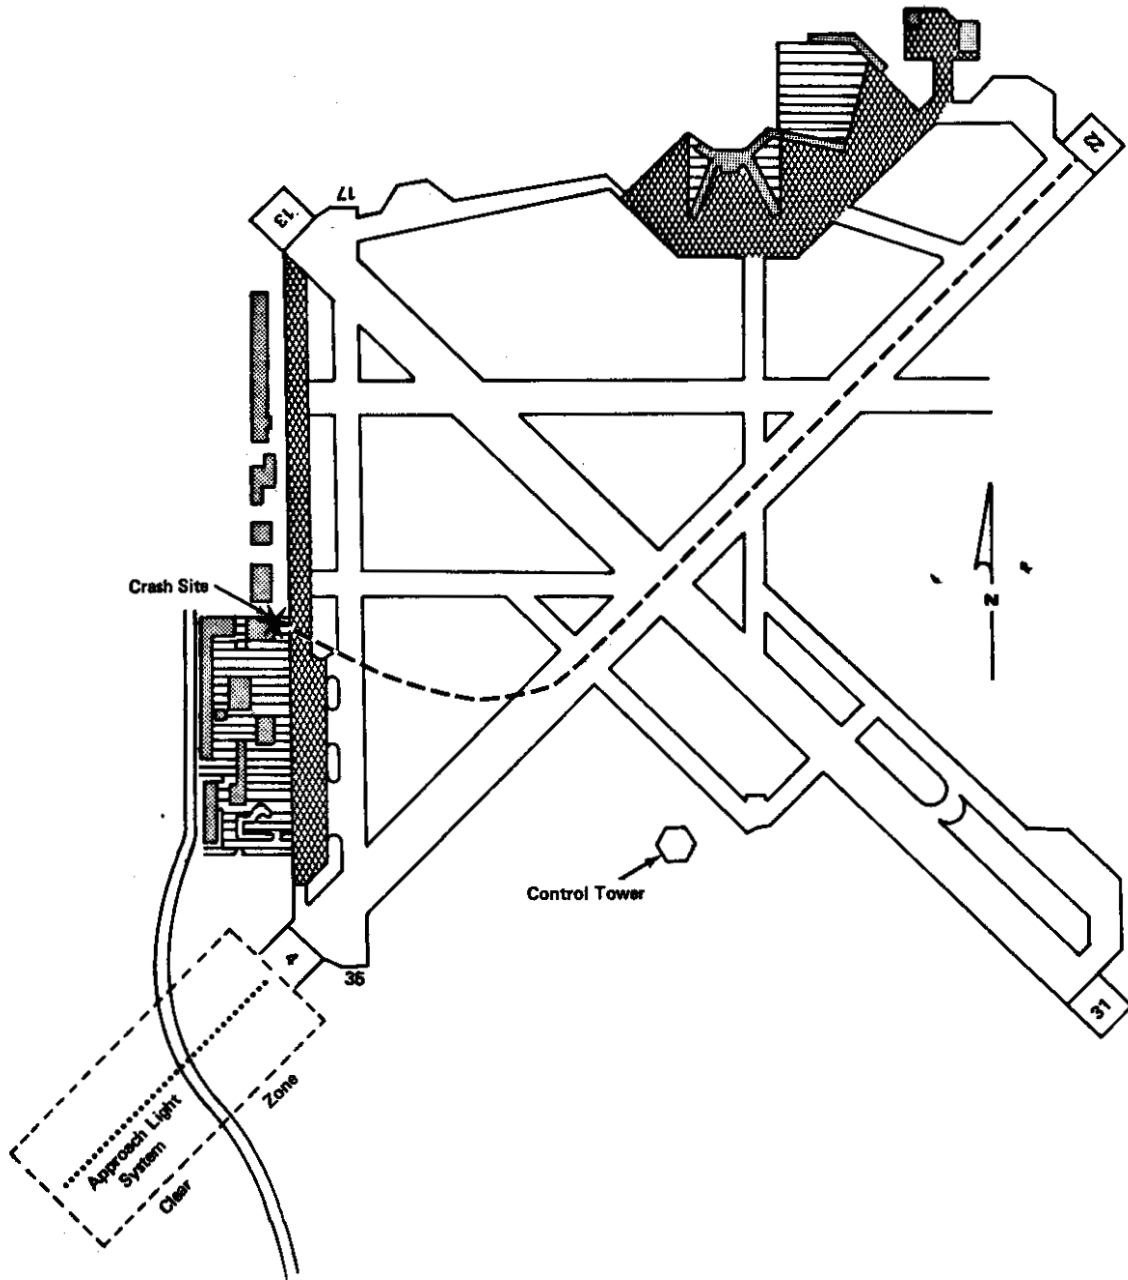 22
17
13
Crash Site
N
Control Tower
4
35
31
Zone
Approach Light
System
Clear